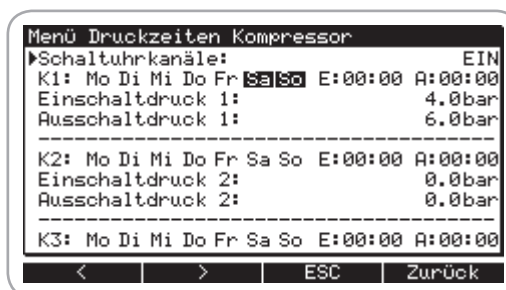 Menü Druckzeiten Kompressor
▶Schaltuhrkanäle: EIN
K1: Mo Di Mi Do Fr Sa So E:00:00 A:00:00
Einschaltdruck 1: 4.0bar
Ausschaltdruck 1: 6.0bar
----------------------------------------
K2: Mo Di Mi Do Fr Sa So E:00:00 A:00:00
Einschaltdruck 2: 0.0bar
Ausschaltdruck 2: 0.0bar
----------------------------------------
K3: Mo Di Mi Do Fr Sa So E:00:00 A:00:00
< > ESC Zurück